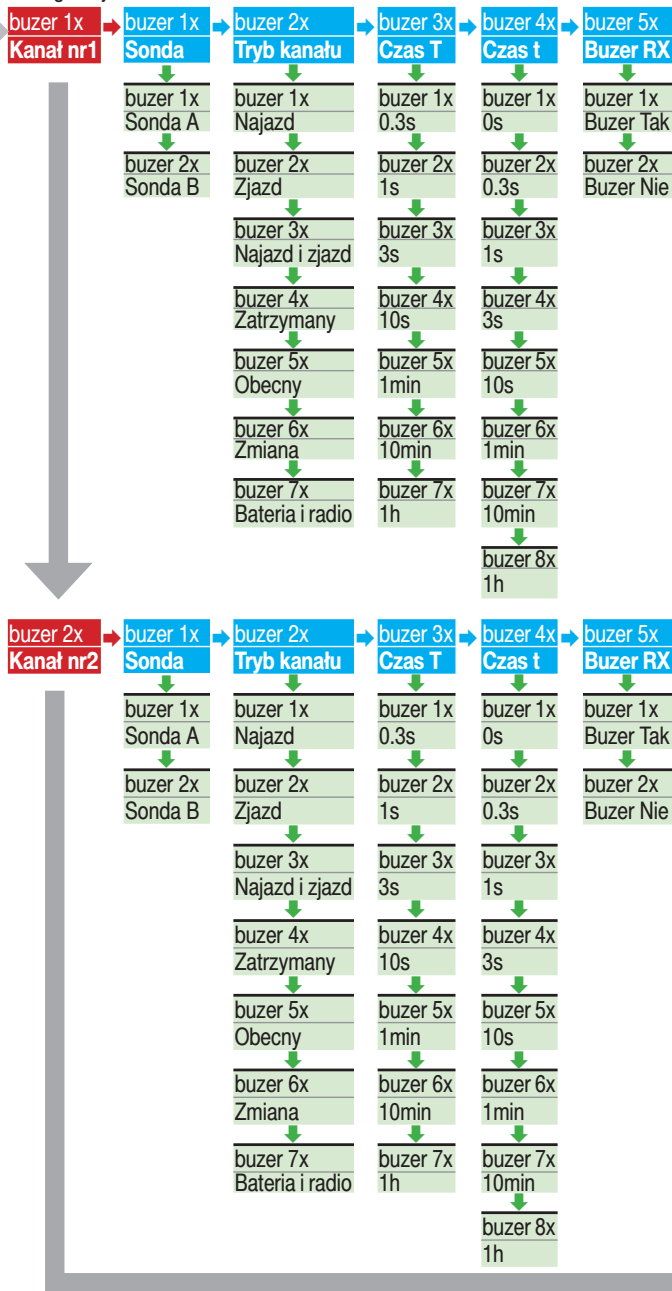 buzer 1x
Kanał nr1
buzer 1x
Sonda
buzer 1x
Sonda A
buzer 2x
Sonda B
buzer 2x
Tryb kanału
buzer 1x
Najazd
buzer 2x
Zjazd
buzer 3x
Najazd i zjazd
buzer 4x
Zatrzymany
buzer 5x
Obecny
buzer 6x
Zmiana
buzer 7x
Bateria i radio
buzer 3x
Czas T
buzer 1x
0.3s
buzer 2x
1s
buzer 3x
3s
buzer 4x
10s
buzer 5x
1min
buzer 6x
10min
buzer 7x
1h
buzer 4x
Czas t
buzer 1x
0s
buzer 2x
0.3s
buzer 3x
1s
buzer 4x
3s
buzer 5x
10s
buzer 6x
1min
buzer 7x
10min
buzer 8x
1h
buzer 5x
Buzer RX
buzer 1x
Buzer Tak
buzer 2x
Buzer Nie
buzer 2x
Kanał nr2
buzer 1x
Sonda
buzer 1x
Sonda A
buzer 2x
Sonda B
buzer 2x
Tryb kanału
buzer 1x
Najazd
buzer 2x
Zjazd
buzer 3x
Najazd i zjazd
buzer 4x
Zatrzymany
buzer 5x
Obecny
buzer 6x
Zmiana
buzer 7x
Bateria i radio
buzer 3x
Czas T
buzer 1x
0.3s
buzer 2x
1s
buzer 3x
3s
buzer 4x
10s
buzer 5x
1min
buzer 6x
10min
buzer 7x
1h
buzer 4x
Czas t
buzer 1x
0s
buzer 2x
0.3s
buzer 3x
1s
buzer 4x
3s
buzer 5x
10s
buzer 6x
1min
buzer 7x
10min
buzer 8x
1h
buzer 5x
Buzer RX
buzer 1x
Buzer Tak
buzer 2x
Buzer Nie